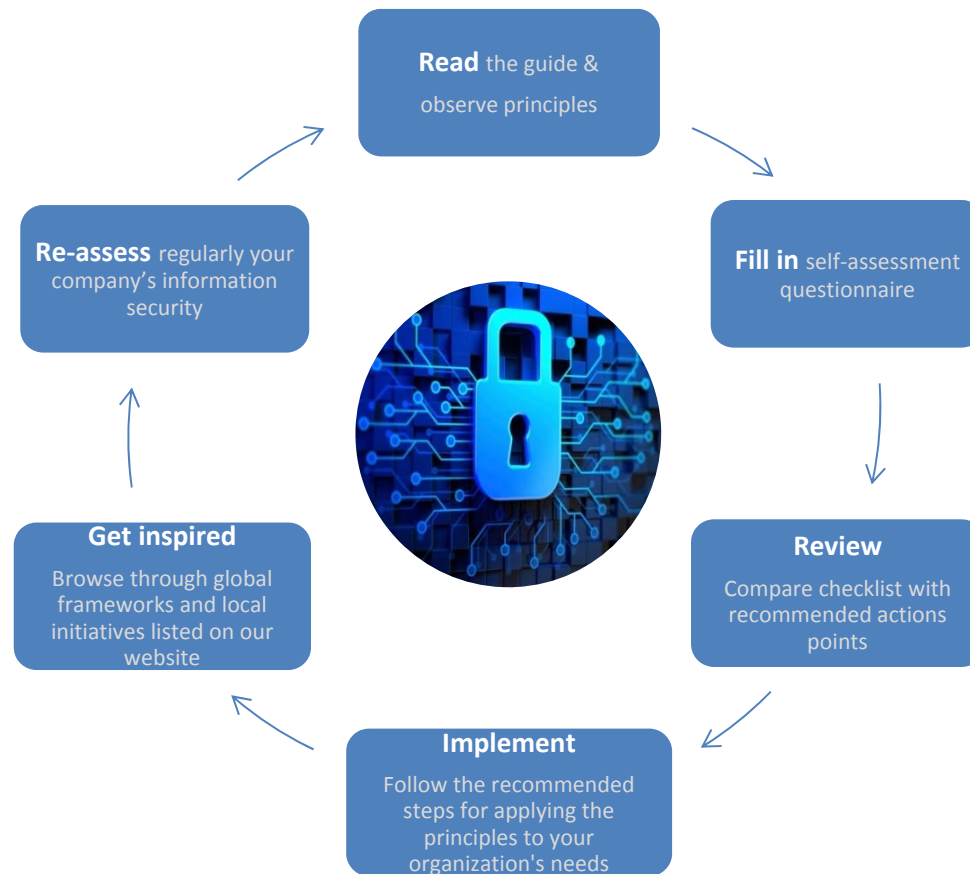 Read the guide &
observe principles
Fill in self-assessment
questionnaire
Review
Compare checklist with
recommended actions
points
Implement
Follow the recommended
steps for applying the
principles to your
organization's needs
Get inspired
Browse through global
frameworks and local
initiatives listed on our
website
Re-assess regularly your
company’s information
security